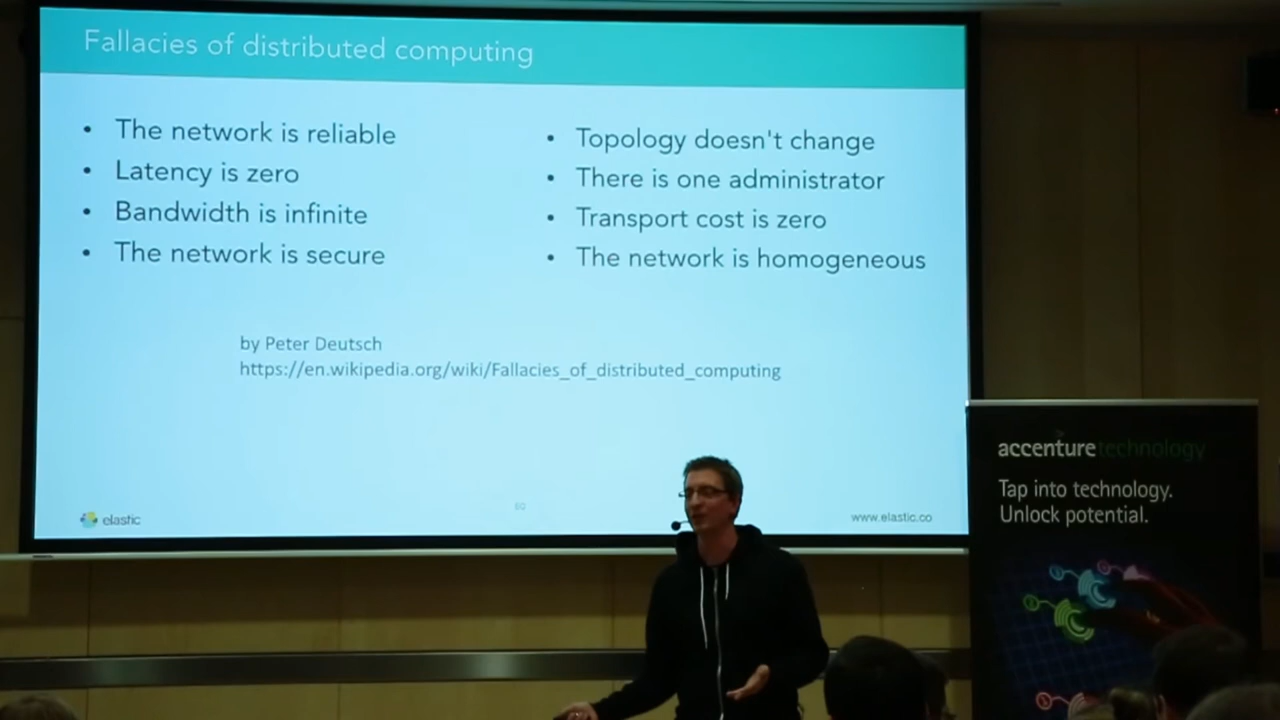 Fallacies of distributed computing
• The network is reliable
• Latency is zero
• Bandwidth is infinite
• The network is secure
• Topology doesn't change
• There is one administrator
• Transport cost is zero
• The network is homogeneous
by Peter Deutsch
https://en.wikipedia.org/wiki/Fallacies_of_distributed_computing
elastic
60
www.elastic.co
accenturetechnology
Tap into technology.
Unlock potential.